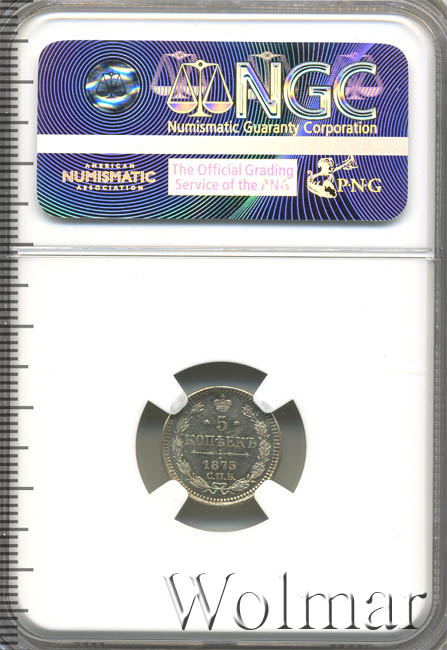 NGC
Numismatic Guaranty Corporation
AMERICAN
NUMISMATIC
ASSOCIATION
The Official Grading
Service of the PNG
PNG
5
КОПѢЕКЪ
1875
С.П.Б.
Wolmar